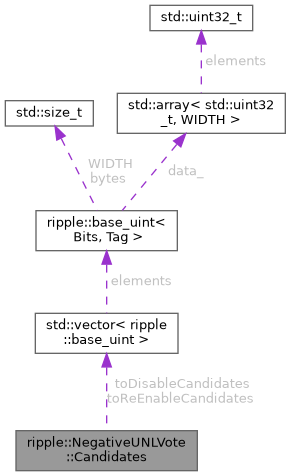 std::uint32_t
elements
std::size_t
std::array< std::uint32
_t, WIDTH >
WIDTH
bytes
data_
ripple::base_uint<
Bits, Tag >
elements
std::vector< ripple
::base_uint >
toDisableCandidates
toReEnableCandidates
ripple::NegativeUNLVote
::Candidates